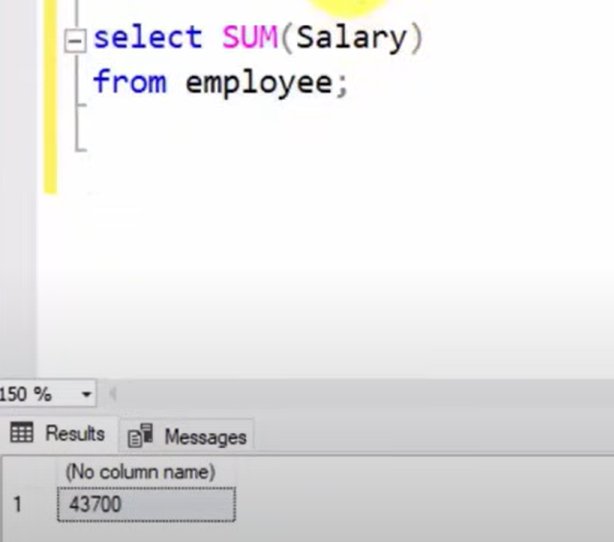 select SUM(Salary)
from employee;
150 %
Results Messages
(No column name)
1 43700